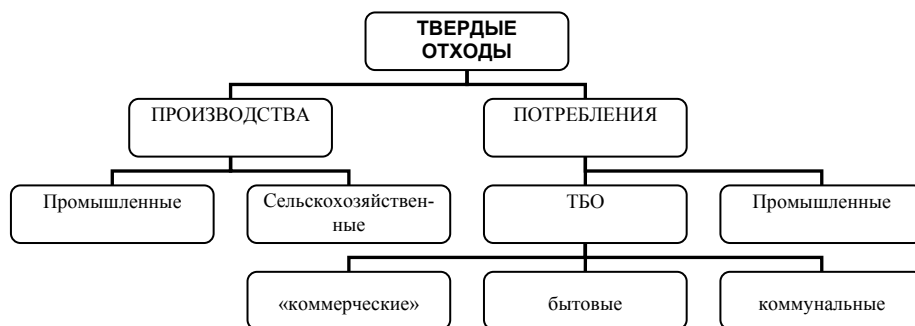 ТВЕРДЫЕ
ОТХОДЫ
ПРОИЗВОДСТВА
ПОТРЕБЛЕНИЯ
Промышленные
Сельскохозяйствен-
ные
ТБО
Промышленные
«коммерческие»
бытовые
коммунальные